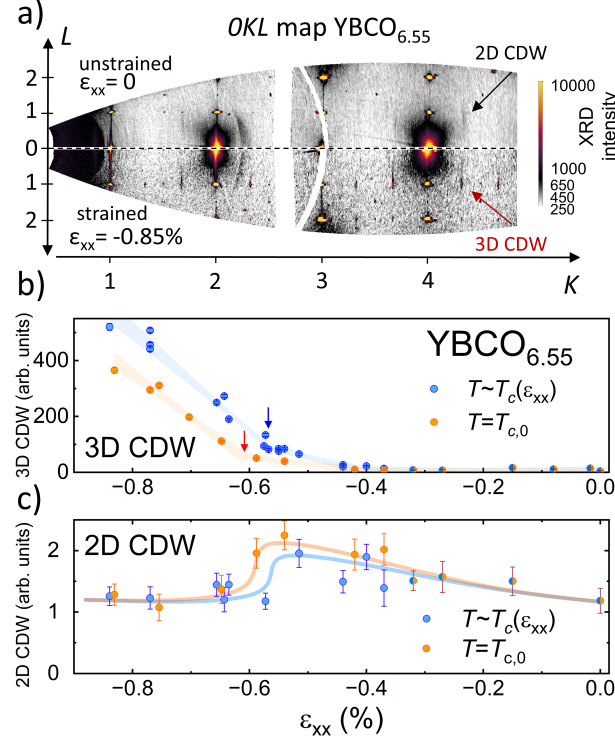 a)
0KL map YBCO6.55
L
unstrained
εxx= 0
2D CDW
2
1
0
1
2
strained
εxx= -0.85%
3D CDW
10000
1000
650
450
250
XRD
intensity
1 2 3 4 K
b)
YBCO6.55
T~Tc(εxx)
T=Tc,0
3D CDW (arb. units)
400
200
0
3D CDW
−0.8 −0.6 −0.4 −0.2 0.0
c)
2D CDW
2D CDW (arb. units)
2
1
0
T~Tc(εxx)
T=Tc,0
−0.8 −0.6 −0.4 −0.2 0.0
εxx (%)